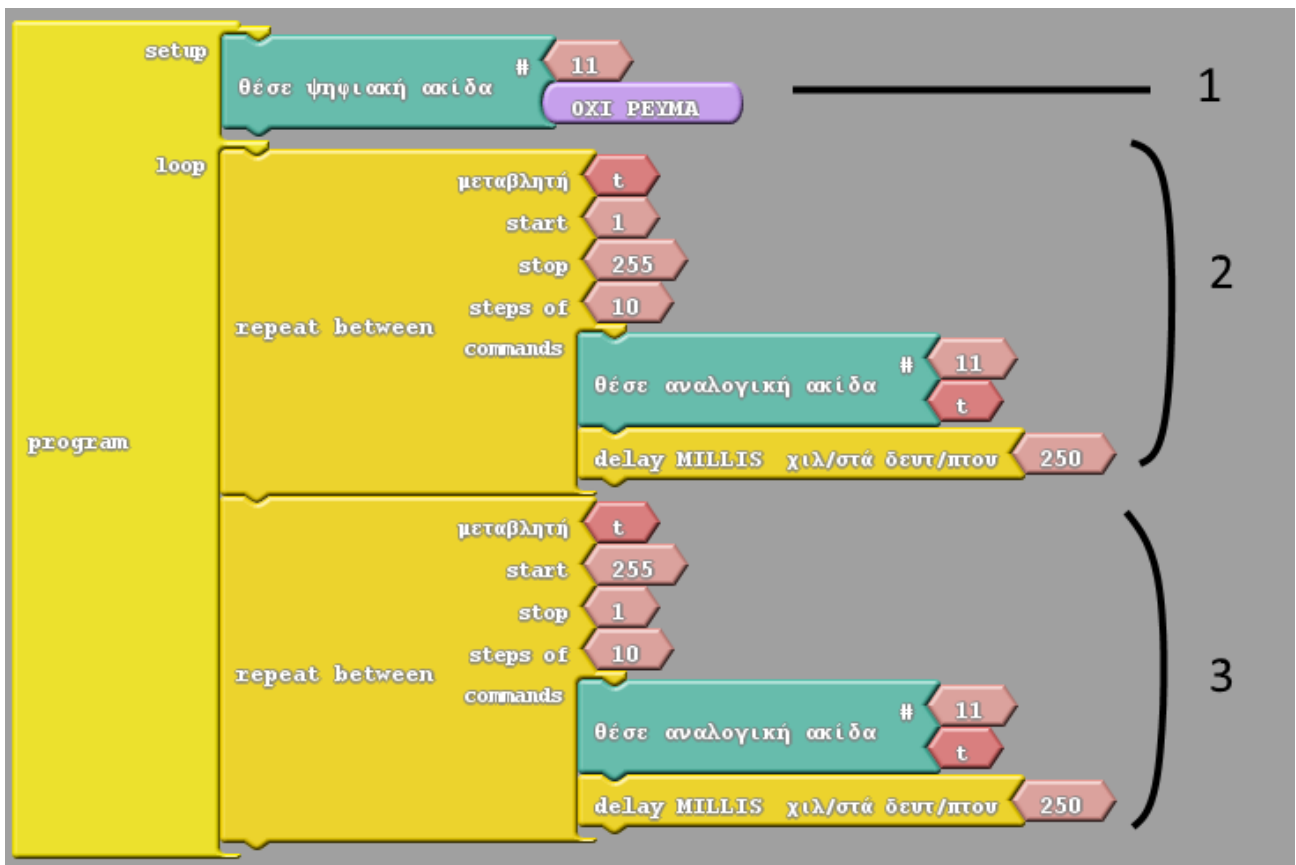 setup
θέσε ψηφιακή ακίδα # 11
ΟΧΙ ΡΕΥΜΑ
1
loop
μεταβλητή t
start 1
stop 255
steps of 10
repeat between
commands
θέσε αναλογική ακίδα # 11
t
delay MILLIS χιλ/στά δευτ/πτου 250
2
program
μεταβλητή t
start 255
stop 1
steps of 10
repeat between
commands
θέσε αναλογική ακίδα # 11
t
delay MILLIS χιλ/στά δευτ/πτου 250
3